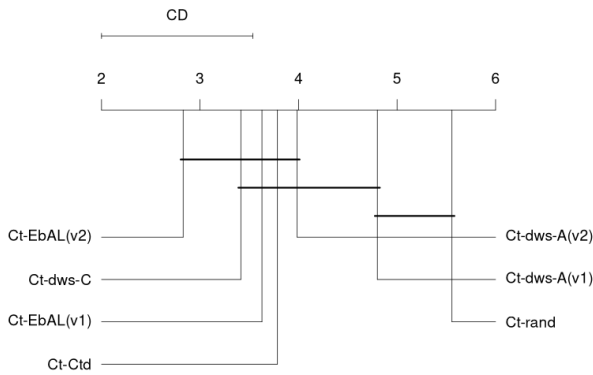 CD
2 3 4 5 6
Ct-EbAL(v2) Ct-dws-A(v2)
Ct-dws-C Ct-dws-A(v1)
Ct-EbAL(v1) Ct-rand
Ct-Ctd